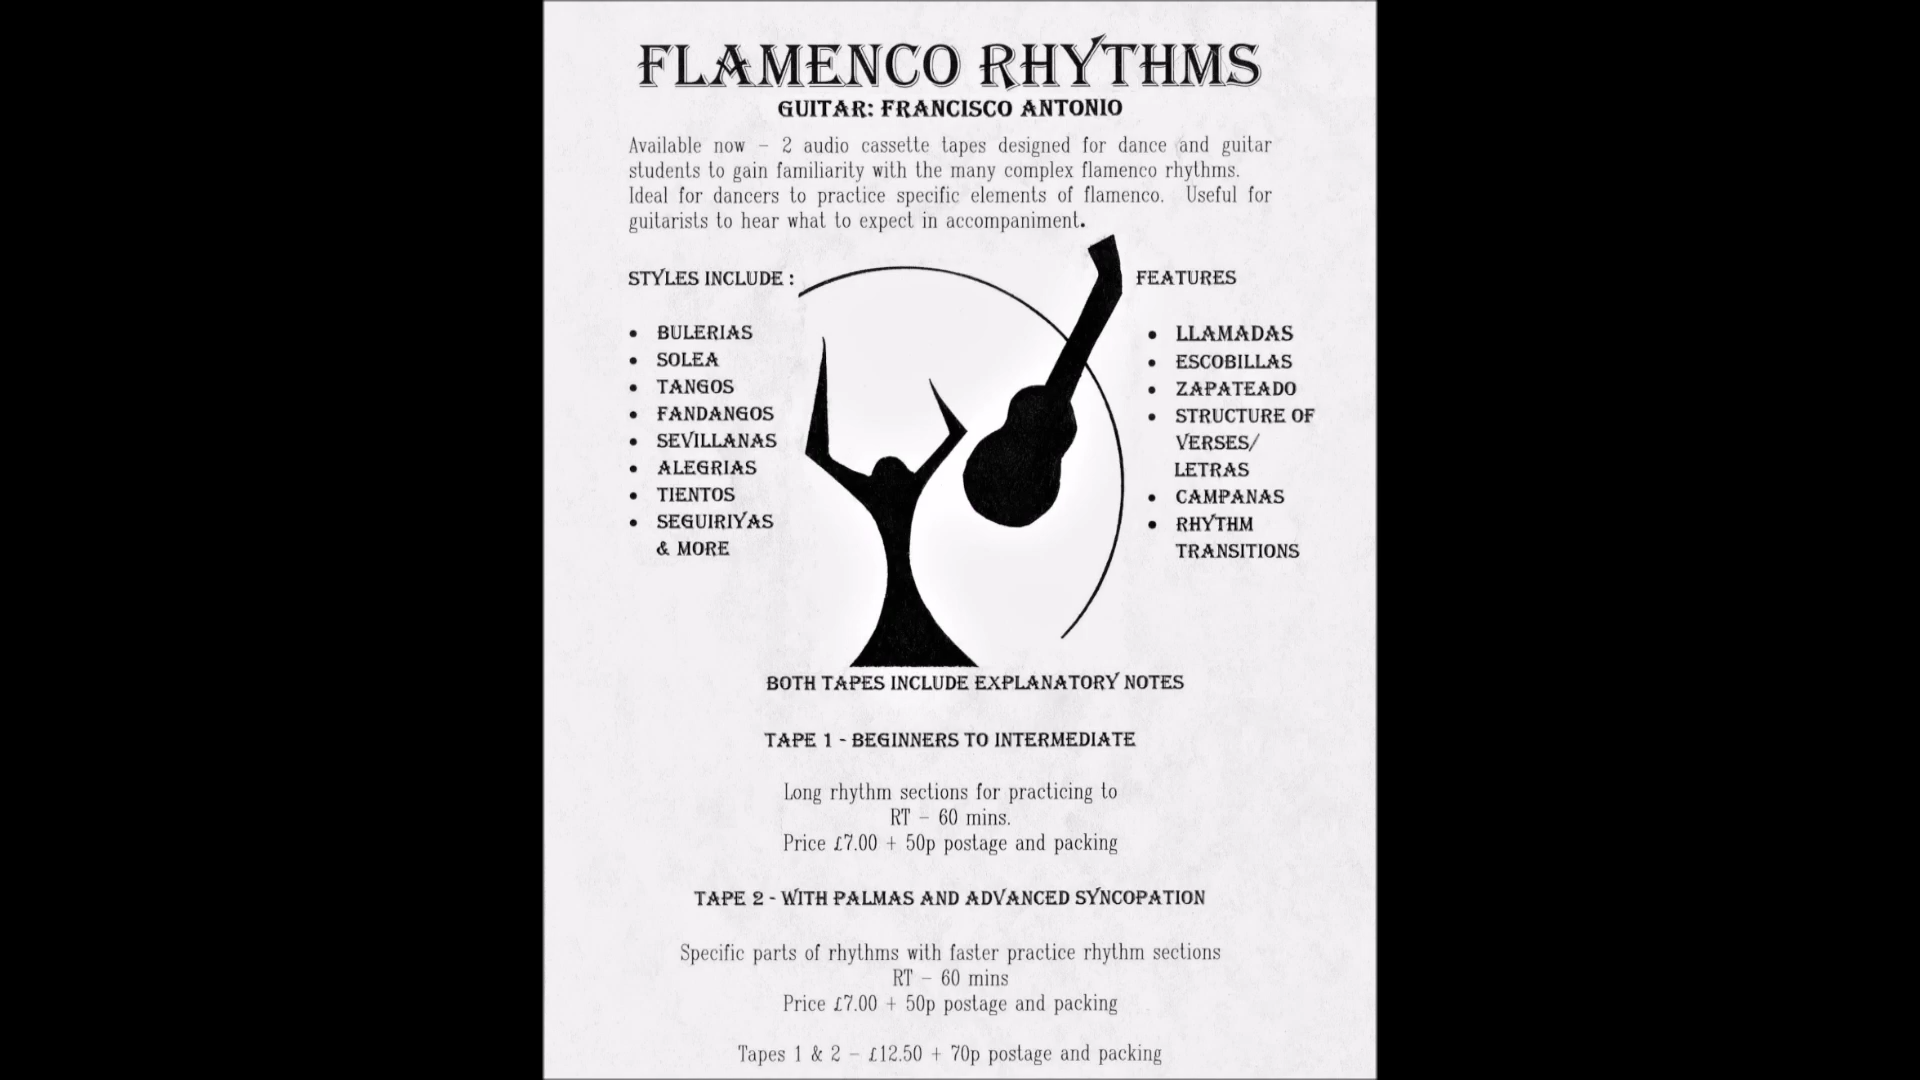 FLAMENCO RHYTHMS
GUITAR: FRANCISCO ANTONIO
Available now – 2 audio cassette tapes designed for dance and guitar
students to gain familiarity with the many complex flamenco rhythms.
Ideal for dancers to practice specific elements of flamenco. Useful for
guitarists to hear what to expect in accompaniment.
STYLES INCLUDE :
• BULERIAS
• SOLEA
• TANGOS
• FANDANGOS
• SEVILLANAS
• ALEGRIAS
• TIENTOS
• SEGUIRIYAS
& MORE
FEATURES
• LLAMADAS
• ESCOBILLAS
• ZAPATEADO
• STRUCTURE OF
VERSES/
LETRAS
• CAMPANAS
• RHYTHM
TRANSITIONS
BOTH TAPES INCLUDE EXPLANATORY NOTES
TAPE 1 - BEGINNERS TO INTERMEDIATE
Long rhythm sections for practicing to
RT – 60 mins.
Price £7.00 + 50p postage and packing
TAPE 2 - WITH PALMAS AND ADVANCED SYNCOPATION
Specific parts of rhythms with faster practice rhythm sections
RT – 60 mins
Price £7.00 + 50p postage and packing
Tapes 1 & 2 – £12.50 + 70p postage and packing